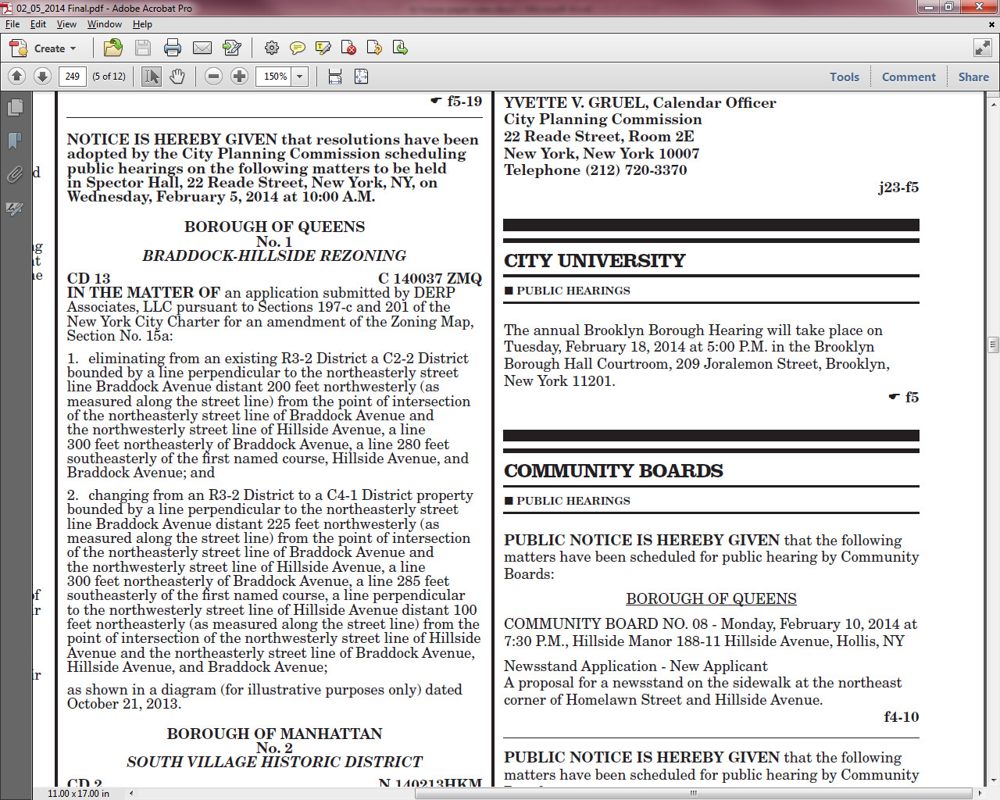 02_05_2014 Final.pdf - Adobe Acrobat Pro
File Edit View Window Help
Create
249 (5 of 12) 150% Tools Comment Share
d
ng
nt
ne
of
ir
ir
f5-19
NOTICE IS HEREBY GIVEN that resolutions have been
adopted by the City Planning Commission scheduling
public hearings on the following matters to be held
in Spector Hall, 22 Reade Street, New York, NY, on
Wednesday, February 5, 2014 at 10:00 A.M.
BOROUGH OF QUEENS
No. 1
BRADDOCK-HILLSIDE REZONING
CD 13 C 140037 ZMQ
IN THE MATTER OF an application submitted by DERP
Associates, LLC pursuant to Sections 197-c and 201 of the
New York City Charter for an amendment of the Zoning Map,
Section No. 15a:
1. eliminating from an existing R3-2 District a C2-2 District
bounded by a line perpendicular to the northeasterly street
line Braddock Avenue distant 200 feet northwesterly (as
measured along the street line) from the point of intersection
of the northeasterly street line of Braddock Avenue and
the northwesterly street line of Hillside Avenue, a line
300 feet northeasterly of Braddock Avenue, a line 280 feet
southeasterly of the first named course, Hillside Avenue, and
Braddock Avenue; and
2. changing from an R3-2 District to a C4-1 District property
bounded by a line perpendicular to the northeasterly street
line Braddock Avenue distant 225 feet northwesterly (as
measured along the street line) from the point of intersection
of the northeasterly street line of Braddock Avenue and
the northwesterly street line of Hillside Avenue, a line
300 feet northeasterly of Braddock Avenue, a line 285 feet
southeasterly of the first named course, a line perpendicular
to the northwesterly street line of Hillside Avenue distant 100
feet northeasterly (as measured along the street line) from the
point of intersection of the northwesterly street line of Hillside
Avenue and the northeasterly street line of Braddock Avenue,
Hillside Avenue, and Braddock Avenue;
as shown in a diagram (for illustrative purposes only) dated
October 21, 2013.
BOROUGH OF MANHATTAN
No. 2
SOUTH VILLAGE HISTORIC DISTRICT
CD 2 N 140213HKM
YVETTE V. GRUEL, Calendar Officer
City Planning Commission
22 Reade Street, Room 2E
New York, New York 10007
Telephone (212) 720-3370
j23-f5
CITY UNIVERSITY
■ PUBLIC HEARINGS
The annual Brooklyn Borough Hearing will take place on
Tuesday, February 18, 2014 at 5:00 P.M. in the Brooklyn
Borough Hall Courtroom, 209 Joralemon Street, Brooklyn,
New York 11201.
f5
COMMUNITY BOARDS
■ PUBLIC HEARINGS
PUBLIC NOTICE IS HEREBY GIVEN that the following
matters have been scheduled for public hearing by Community
Boards:
BOROUGH OF QUEENS
COMMUNITY BOARD NO. 08 - Monday, February 10, 2014 at
7:30 P.M., Hillside Manor 188-11 Hillside Avenue, Hollis, NY
Newsstand Application - New Applicant
A proposal for a newsstand on the sidewalk at the northeast
corner of Homelawn Street and Hillside Avenue.
f4-10
PUBLIC NOTICE IS HEREBY GIVEN that the following
matters have been scheduled for public hearing by Community
11.00 x 17.00 in